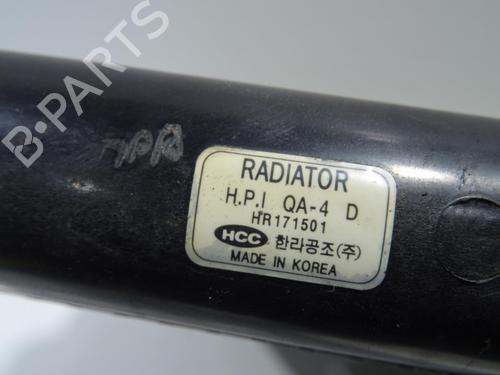 B-PARTS
RADIATOR
H.P.I QA-4 D
HR171501
HCC 한라공조(주)
MADE IN KOREA